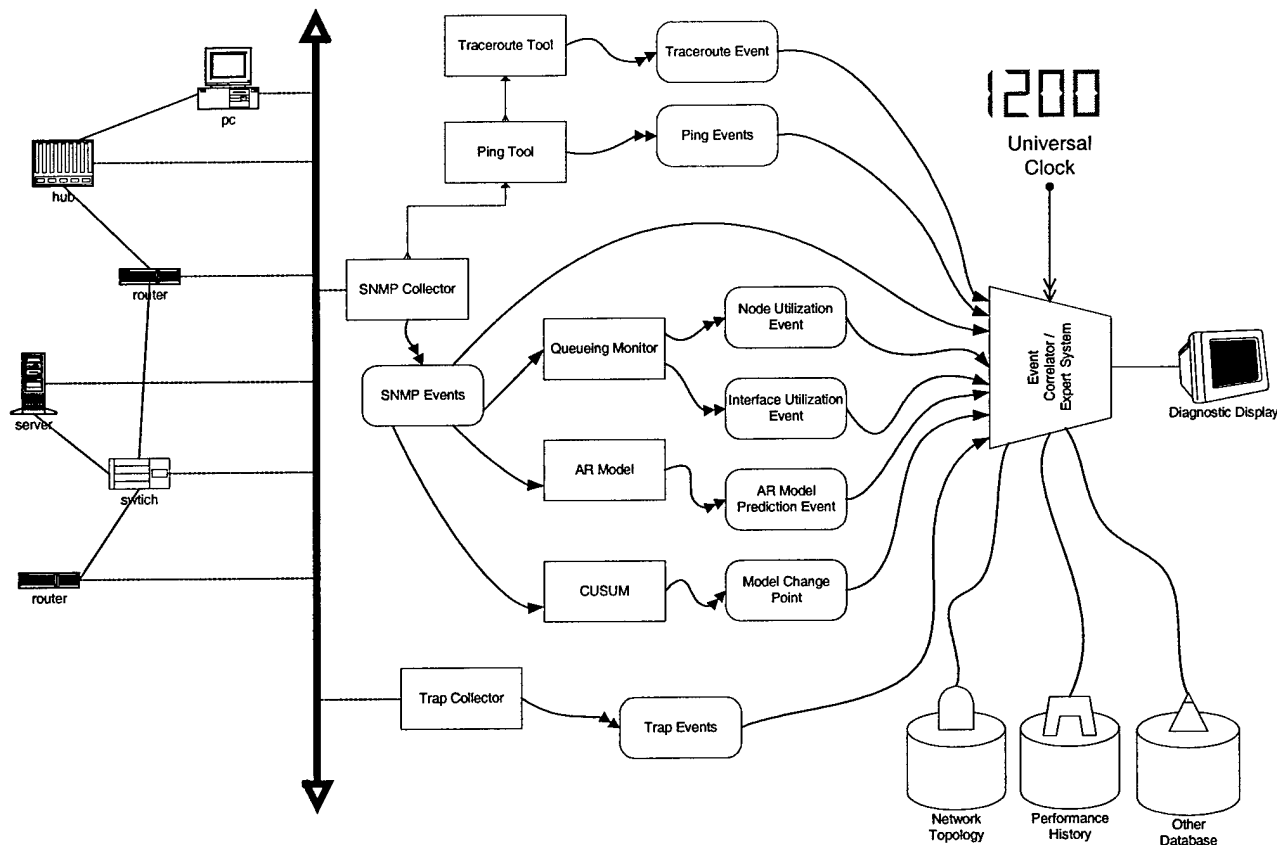 Traceroute Tool
Traceroute Event
1200
pc
Ping Tool
Ping Events
Universal
Clock
hub
router
SNMP Collector
Node Utilization
Event
Queueing Monitor
Event
Correlator /
Expert System
SNMP Events
Interface Utilization
Event
Diagnostic Display
server
AR Model
AR Model
Prediction Event
swtich
router
CUSUM
Model Change
Point
Trap Collector
Trap Events
Network
Topology
Performance
History
Other
Database